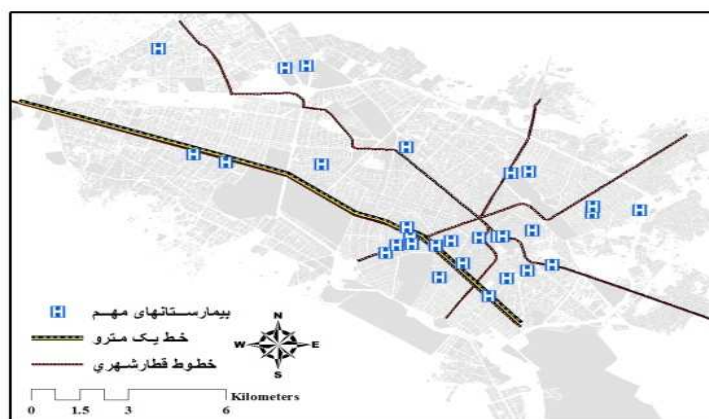 N
W E
S
بیمارستانهای مهم
خط یک مترو
خطوط قطارشهري
Kilometers
0 1.5 3 6